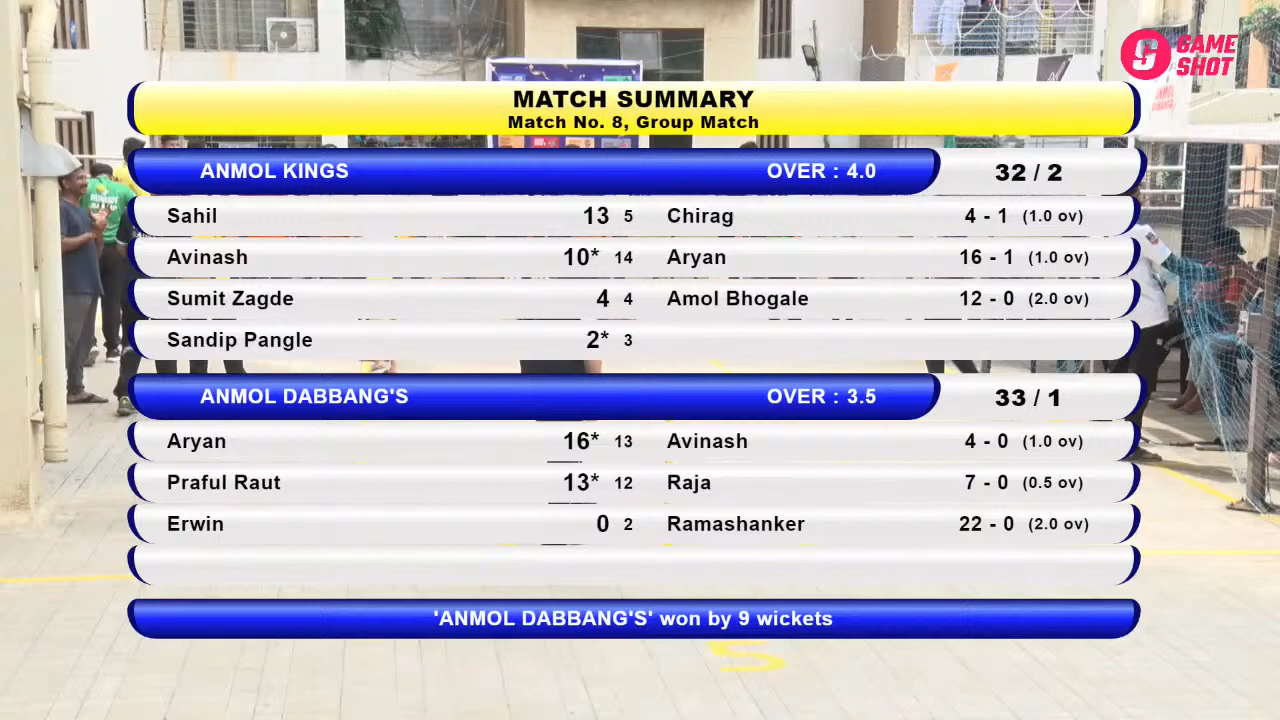 GAME
SHOT
MATCH SUMMARY
Match No. 8, Group Match
ANMOL KINGS OVER : 4.0 32 / 2
Sahil 13 5 Chirag 4 - 1 (1.0 ov)
Avinash 10* 14 Aryan 16 - 1 (1.0 ov)
Sumit Zagde 4 4 Amol Bhogale 12 - 0 (2.0 ov)
Sandip Pangle 2* 3
ANMOL DABBANG'S OVER : 3.5 33 / 1
Aryan 16* 13 Avinash 4 - 0 (1.0 ov)
Praful Raut 13* 12 Raja 7 - 0 (0.5 ov)
Erwin 0 2 Ramashanker 22 - 0 (2.0 ov)
'ANMOL DABBANG'S' won by 9 wickets